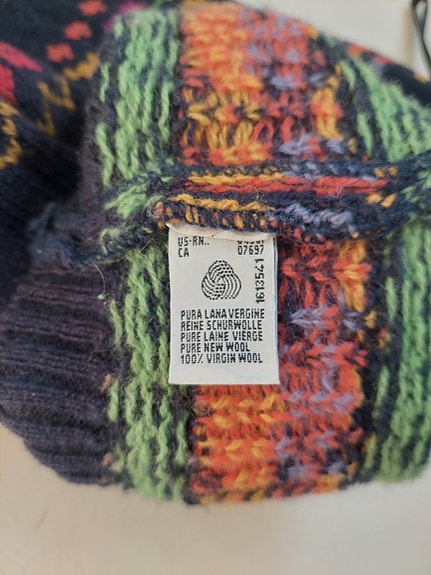 US-RN..
CA 07697
1613541
PURA LANA VERGINE
REINE SCHURWOLLE
PURE LAINE VIERGE
PURE NEW WOOL
100% VIRGIN WOOL